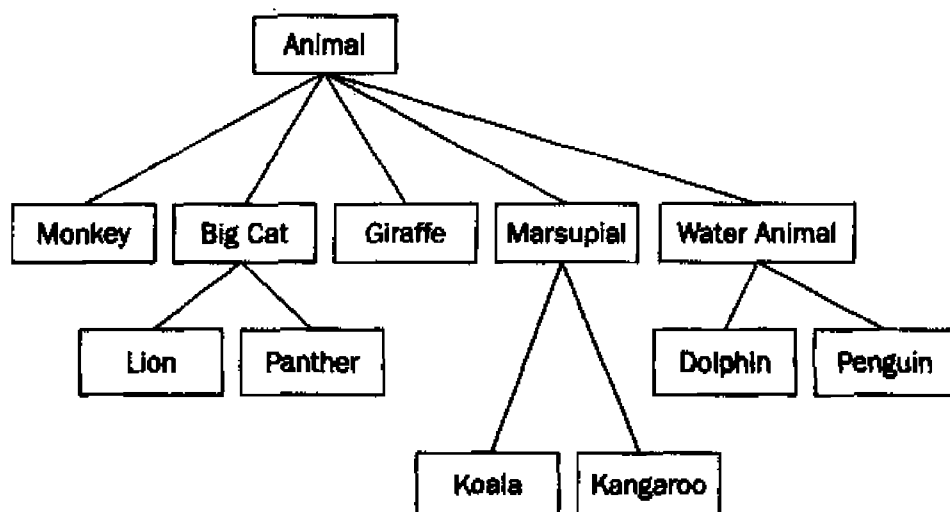 Animal
Monkey
Big Cat
Giraffe
Marsupial
Water Animal
Lion
Panther
Dolphin
Penguin
Koala
Kangaroo